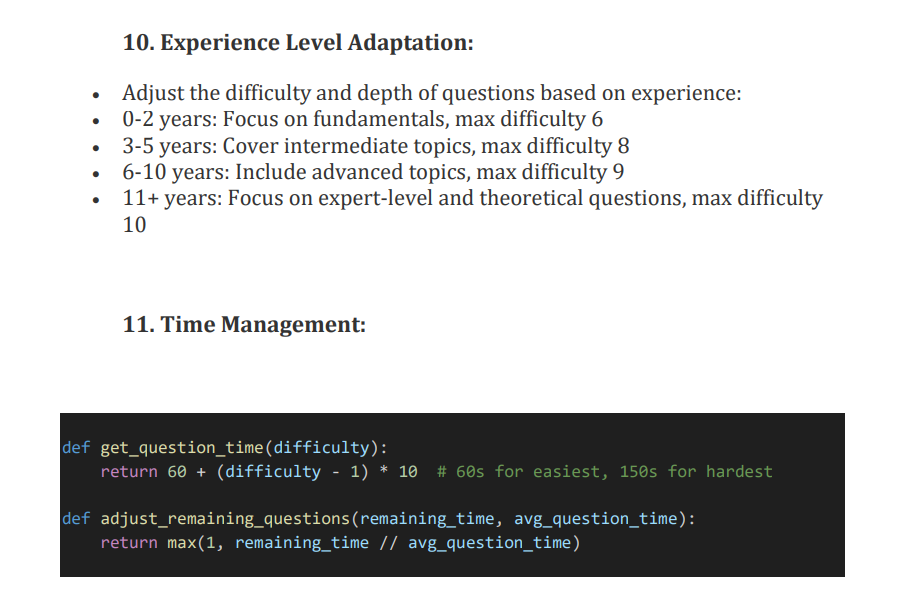 10. Experience Level Adaptation:
• Adjust the difficulty and depth of questions based on experience:
• 0-2 years: Focus on fundamentals, max difficulty 6
• 3-5 years: Cover intermediate topics, max difficulty 8
• 6-10 years: Include advanced topics, max difficulty 9
• 11+ years: Focus on expert-level and theoretical questions, max difficulty
10
11. Time Management:
def get_question_time(difficulty):
    return 60 + (difficulty - 1) * 10  # 60s for easiest, 150s for hardest
def adjust_remaining_questions(remaining_time, avg_question_time):
    return max(1, remaining_time // avg_question_time)